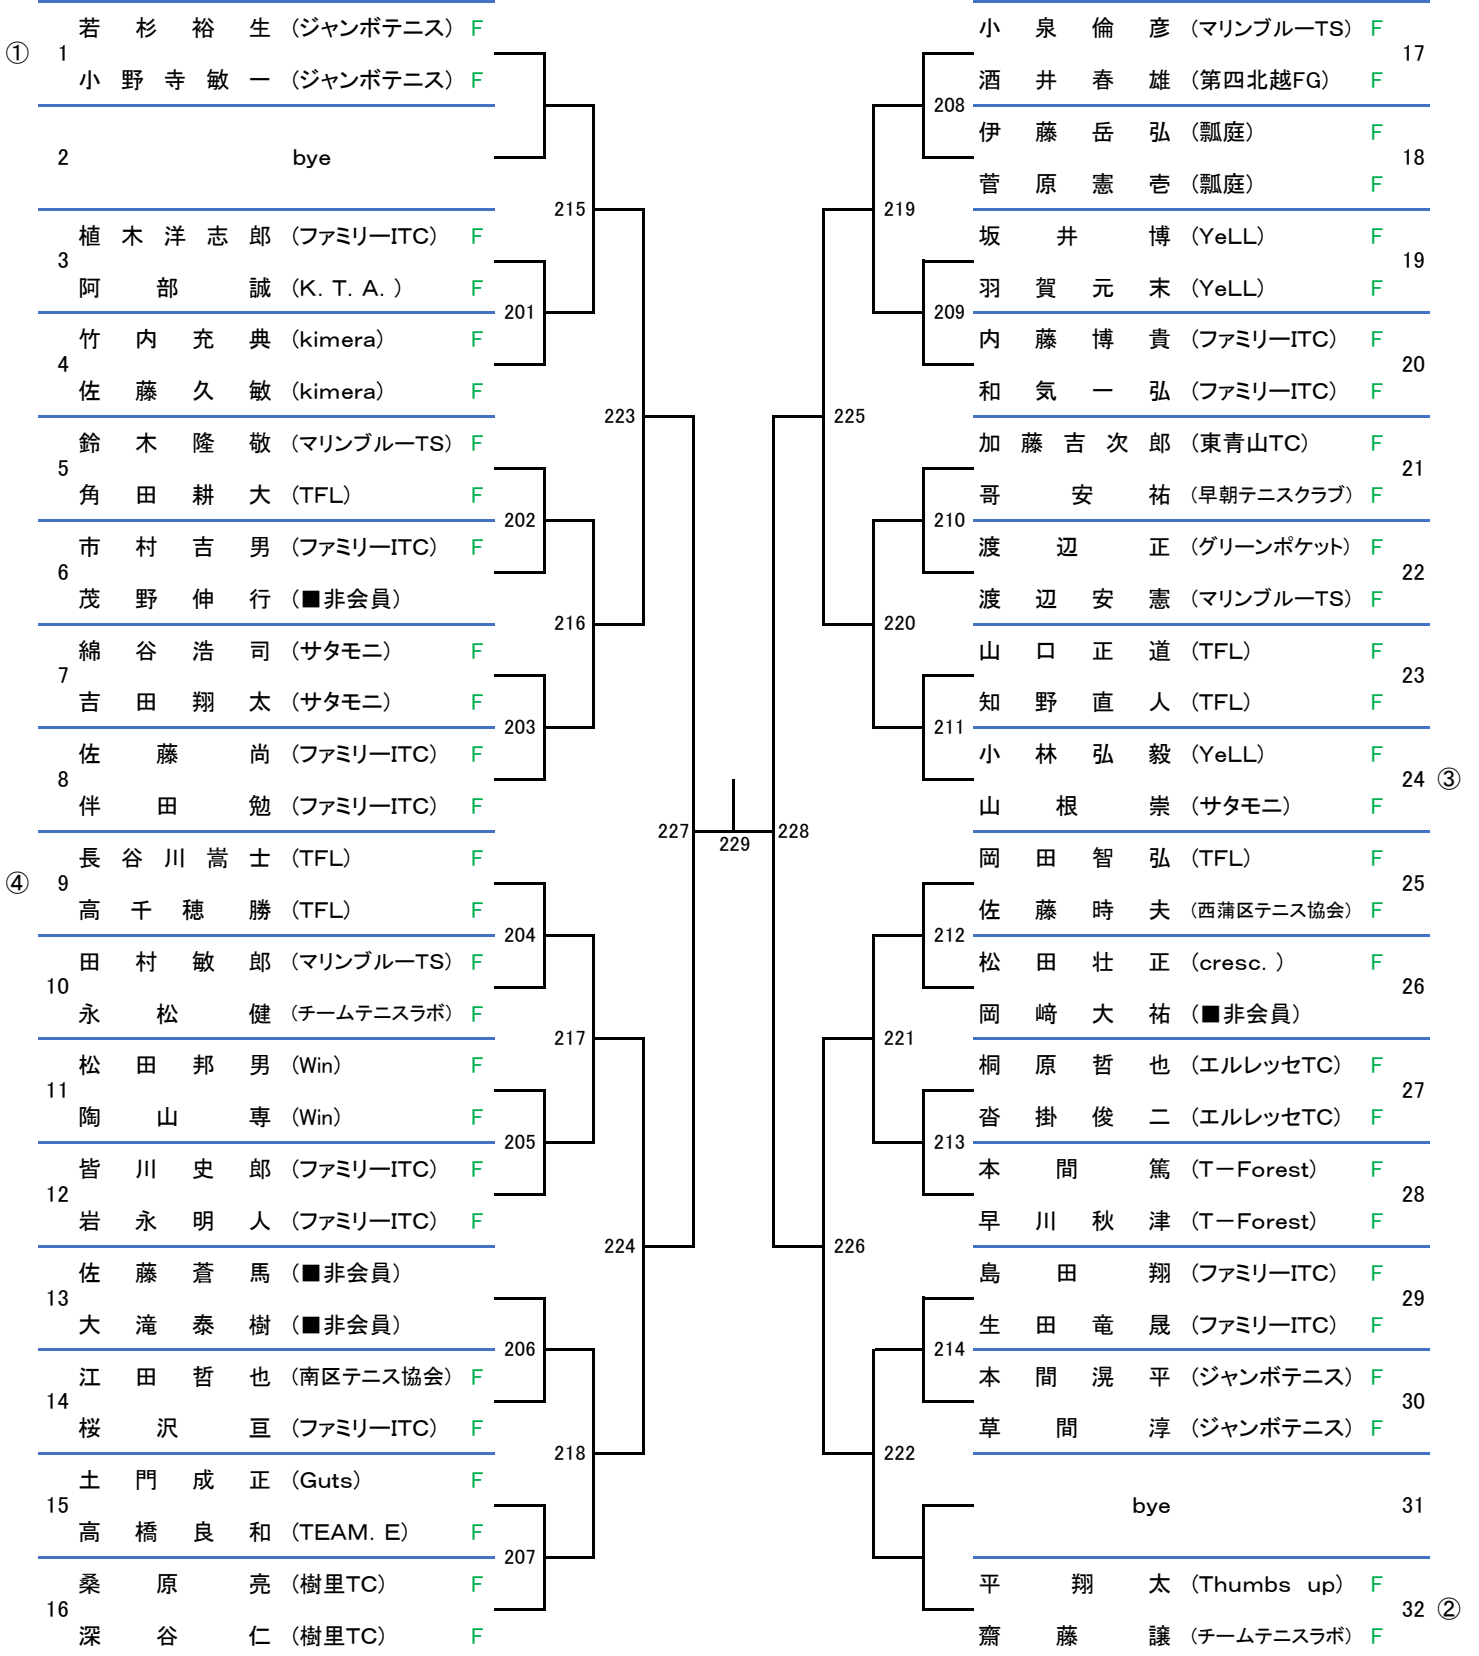 ① 1
若杉裕生 (ジャンボテニス) F
小野寺敏一 (ジャンボテニス) F
2 bye
3
植木洋志郎 (ファミリーITC) F
阿部誠 (K. T. A. ) F
4
竹内充典 (kimera) F
佐藤久敏 (kimera) F
5
鈴木隆敬 (マリンブルーTS) F
角田耕大 (TFL) F
6
市村吉男 (ファミリーITC) F
茂野伸行 (■非会員)
7
綿谷浩司 (サタモニ) F
吉田翔太 (サタモニ) F
8
佐藤尚 (ファミリーITC) F
伴田勉 (ファミリーITC) F
④ 9
長谷川嵩士 (TFL) F
高千穂勝 (TFL) F
10
田村敏郎 (マリンブルーTS) F
永松健 (チームテニスラボ) F
11
松田邦男 (Win) F
陶山専 (Win) F
12
皆川史郎 (ファミリーITC) F
岩永明人 (ファミリーITC) F
13
佐藤蒼馬 (■非会員)
大滝泰樹 (■非会員)
14
江田哲也 (南区テニス協会) F
桜沢亘 (ファミリーITC) F
15
土門成正 (Guts) F
高橋良和 (TEAM. E) F
16
桑原亮 (樹里TC) F
深谷仁 (樹里TC) F
201
202
203
204
205
206
207
215
216
217
218
223
224
227
229
228
225
226
219
220
221
222
208
209
210
211
212
213
214
小泉倫彦 (マリンブルーTS) F
酒井春雄 (第四北越FG) F
17
伊藤岳弘 (瓢庭) F
菅原憲壱 (瓢庭) F
18
坂井博 (YeLL) F
羽賀元末 (YeLL) F
19
内藤博貴 (ファミリーITC) F
和気一弘 (ファミリーITC) F
20
加藤吉次郎 (東青山TC) F
哥安祐 (早朝テニスクラブ) F
21
渡辺正 (グリーンポケット) F
渡辺安憲 (マリンブルーTS) F
22
山口正道 (TFL) F
知野直人 (TFL) F
23
小林弘毅 (YeLL) F
山根崇 (サタモニ) F
24 ③
岡田智弘 (TFL) F
佐藤時夫 (西蒲区テニス協会) F
25
松田壮正 (cresc. ) F
岡﨑大祐 (■非会員)
26
桐原哲也 (エルレッセTC) F
沓掛俊二 (エルレッセTC) F
27
本間篤 (T－Forest) F
早川秋津 (T－Forest) F
28
島田翔 (ファミリーITC) F
生田竜晟 (ファミリーITC) F
29
本間滉平 (ジャンボテニス) F
草間淳 (ジャンボテニス) F
30
bye 31
平翔太 (Thumbs up) F
齋藤譲 (チームテニスラボ) F
32 ②